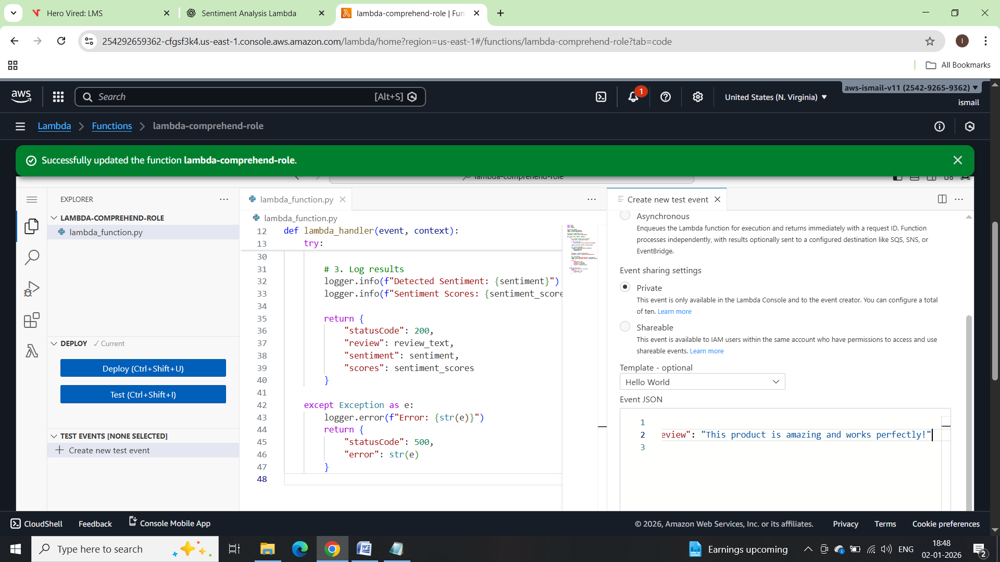 Hero Vired: LMS
Sentiment Analysis Lambda
lambda-comprehend-role | Fun
254292659362-cfgsf3k4.us-east-1.console.aws.amazon.com/lambda/home?region=us-east-1#/functions/lambda-comprehend-role?tab=code
I
All Bookmarks
aws
Search
[Alt+S]
1
United States (N. Virginia)
aws-ismail-v11 (2542-9265-9362)
ismail
Lambda
Functions
lambda-comprehend-role
Successfully updated the function lambda-comprehend-role.
lambda-comprehend-role
EXPLORER
LAMBDA-COMPREHEND-ROLE
lambda_function.py
DEPLOY
Current
Deploy (Ctrl+Shift+U)
Test (Ctrl+Shift+I)
TEST EVENTS [NONE SELECTED]
Create new test event
lambda_function.py
lambda_function.py
12 def lambda_handler(event, context):
13 try:
30
31 # 3. Log results
32 logger.info(f"Detected Sentiment: {sentiment}")
33 logger.info(f"Sentiment Scores: {sentiment_score
34
35 return {
36 "statusCode": 200,
37 "review": review_text,
38 "sentiment": sentiment,
39 "scores": sentiment_scores
40 }
41
42 except Exception as e:
43 logger.error(f"Error: {str(e)}")
44 return {
45 "statusCode": 500,
46 "error": str(e)
47 }
48
Create new test event
Asynchronous
Enqueues the Lambda function for execution and returns immediately with a request ID. Function
processes independently, with results optionally sent to a configured destination like SQS, SNS, or
EventBridge.
Event sharing settings
Private
This event is only available in the Lambda Console and to the event creator. You can configure a total
of ten. Learn more
Shareable
This event is available to IAM users within the same account who have permissions to access and use
shareable events. Learn more
Template - optional
Hello World
Event JSON
1
2 eview": "This product is amazing and works perfectly!"
3
CloudShell
Feedback
Console Mobile App
© 2026, Amazon Web Services, Inc. or its affiliates.
Privacy
Terms
Cookie preferences
Type here to search
Earnings upcoming
ENG
18:48
02-01-2026
2